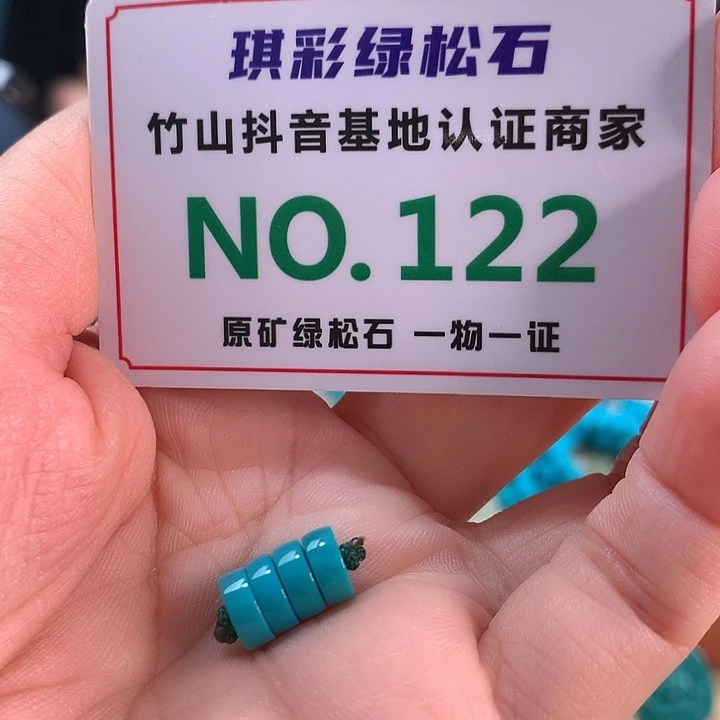 琪彩绿松石
竹山抖音基地认证商家
NO.122
原矿绿松石 一物一证